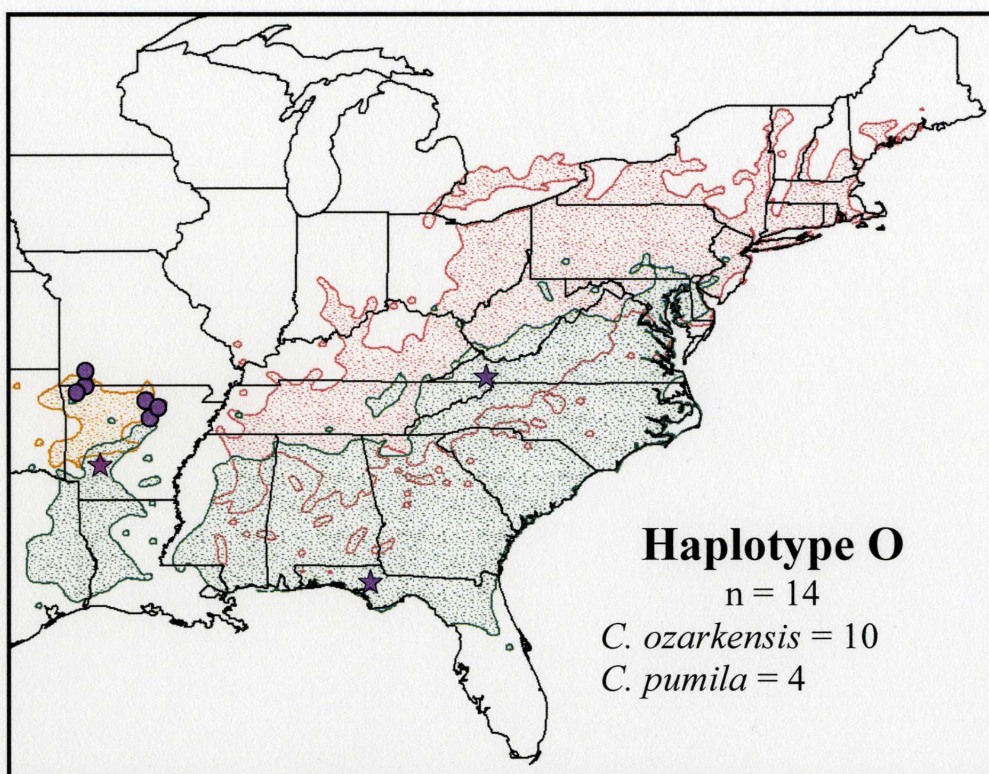 Haplotype O
n = 14
C. ozarkensis = 10
C. pumila = 4